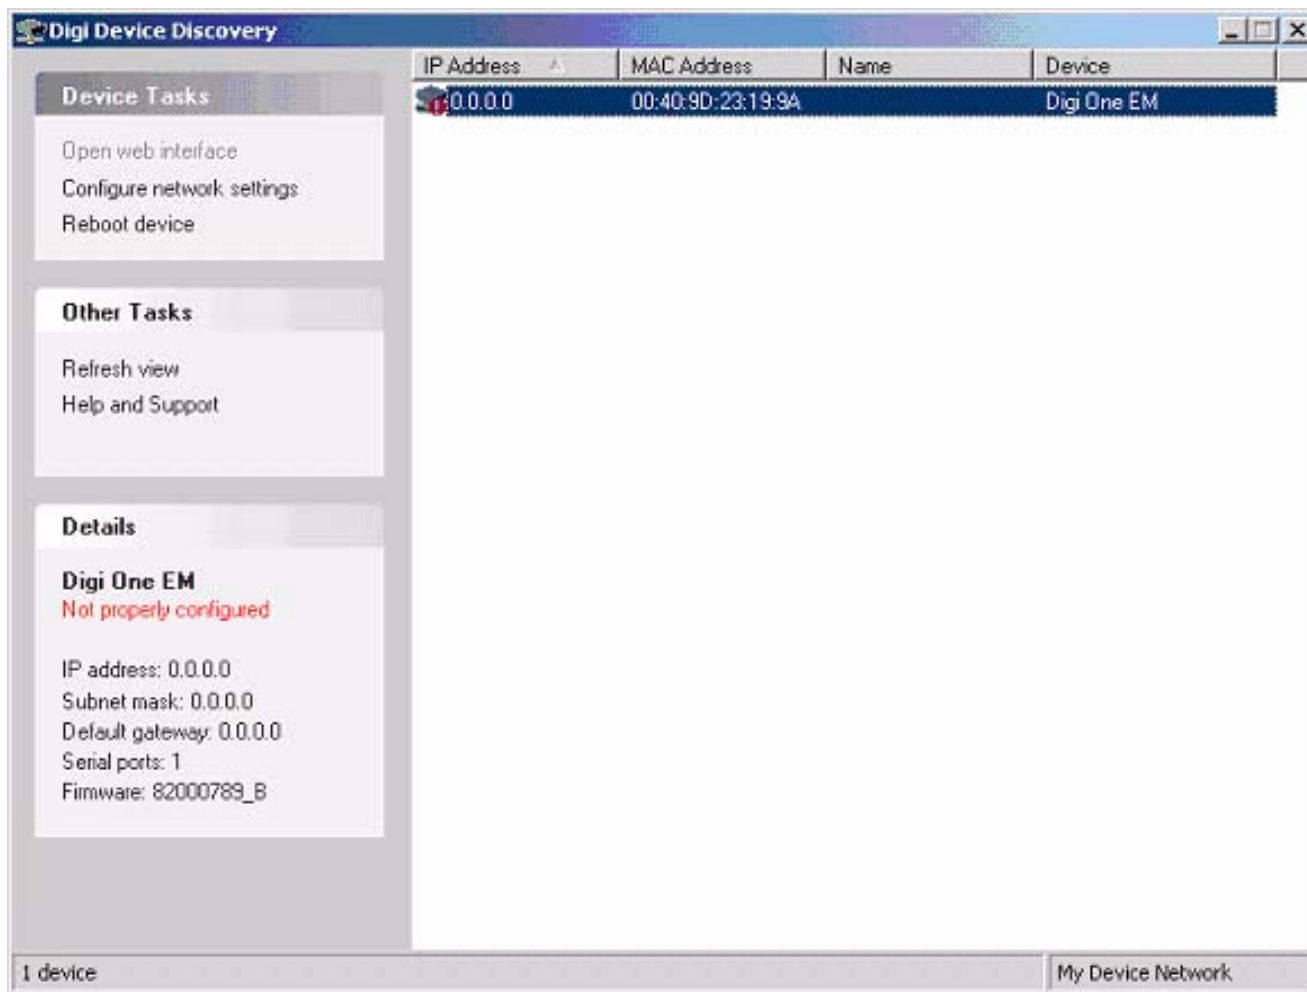 Digi Device Discovery
Device Tasks
Open web interface
Configure network settings
Reboot device
Other Tasks
Refresh view
Help and Support
Details
Digi One EM
Not properly configured
IP address: 0.0.0.0
Subnet mask: 0.0.0.0
Default gateway: 0.0.0.0
Serial ports: 1
Firmware: 82000789_B
IP Address MAC Address Name Device
0.0.0.0 00:40:9D:23:19:9A Digi One EM
1 device My Device Network